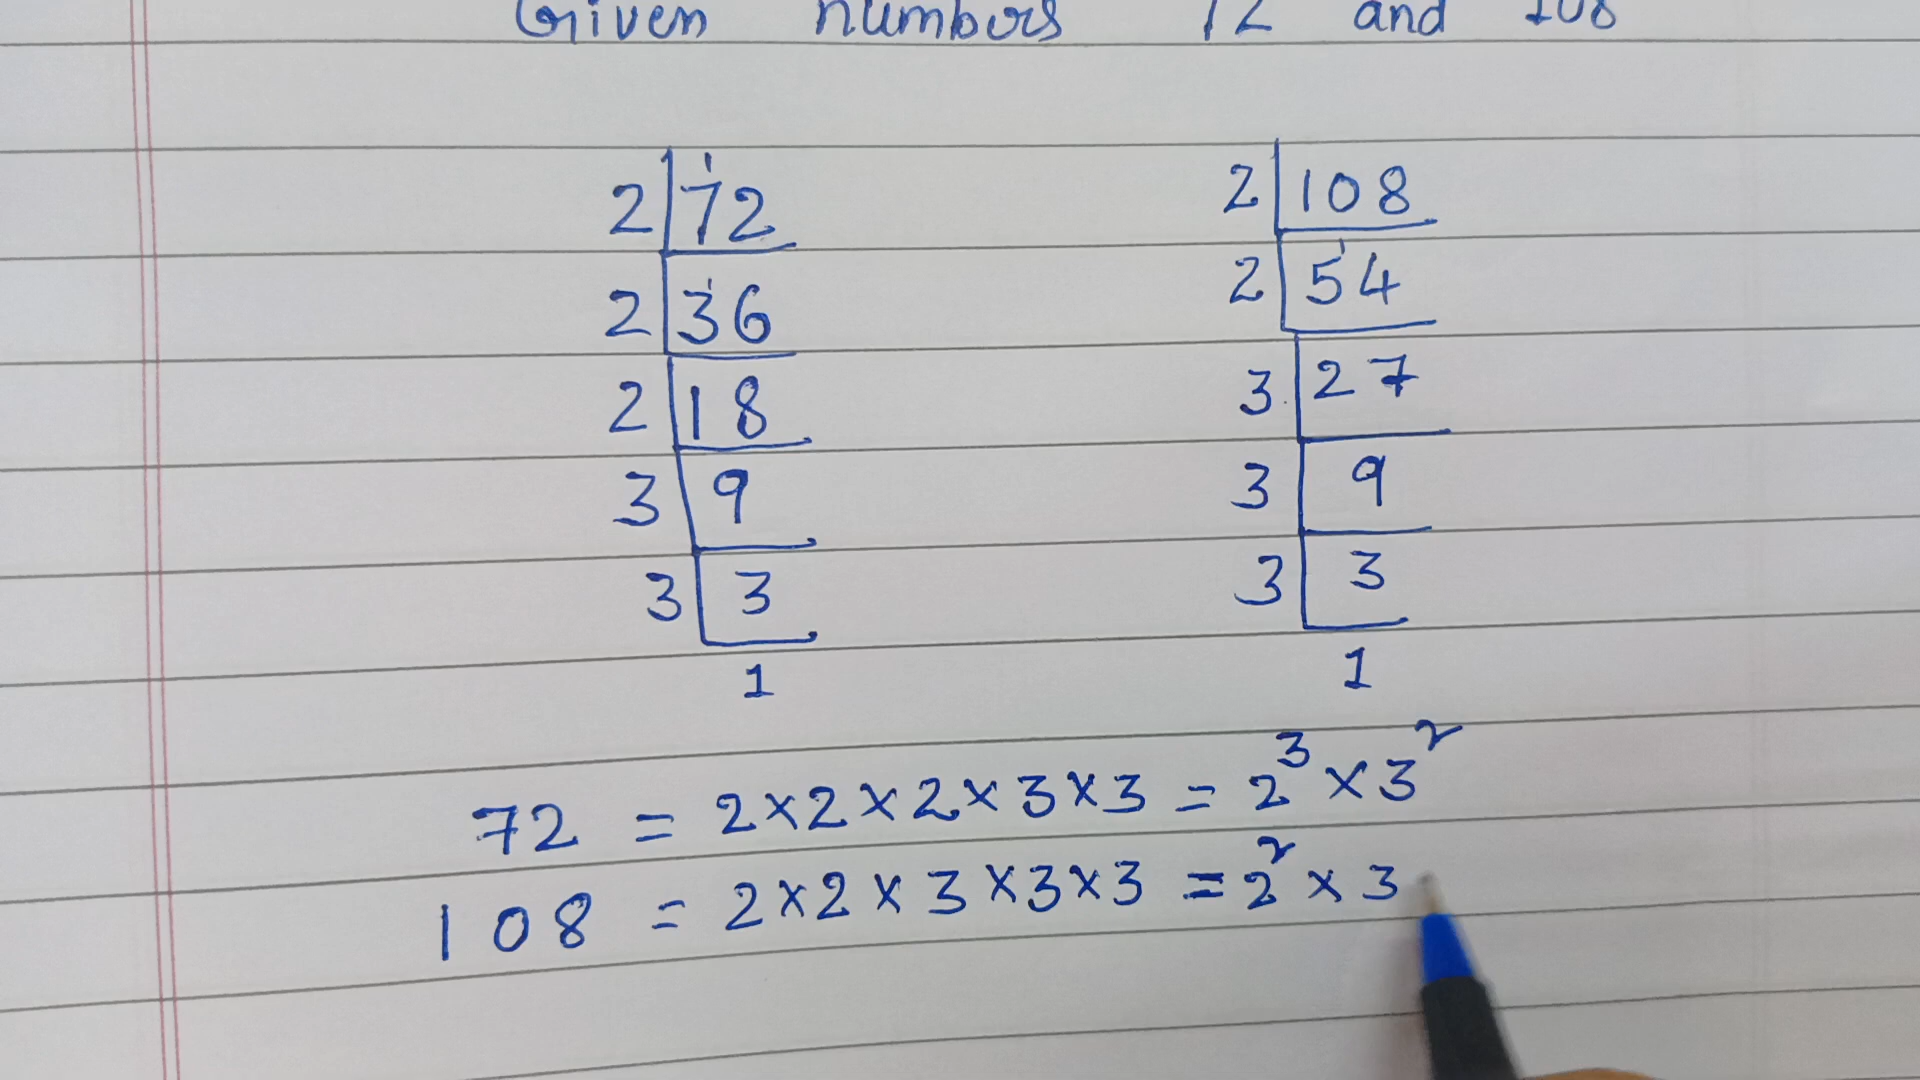 Given numbers 72 and 108
2 72 2 108
2 36 2 54
2 18 3 27
3 9 3 9
3 3 3 3
1 1
72 = 2×2×2×3×3 = 2³×3²
108 = 2×2×3×3×3 = 2²×3